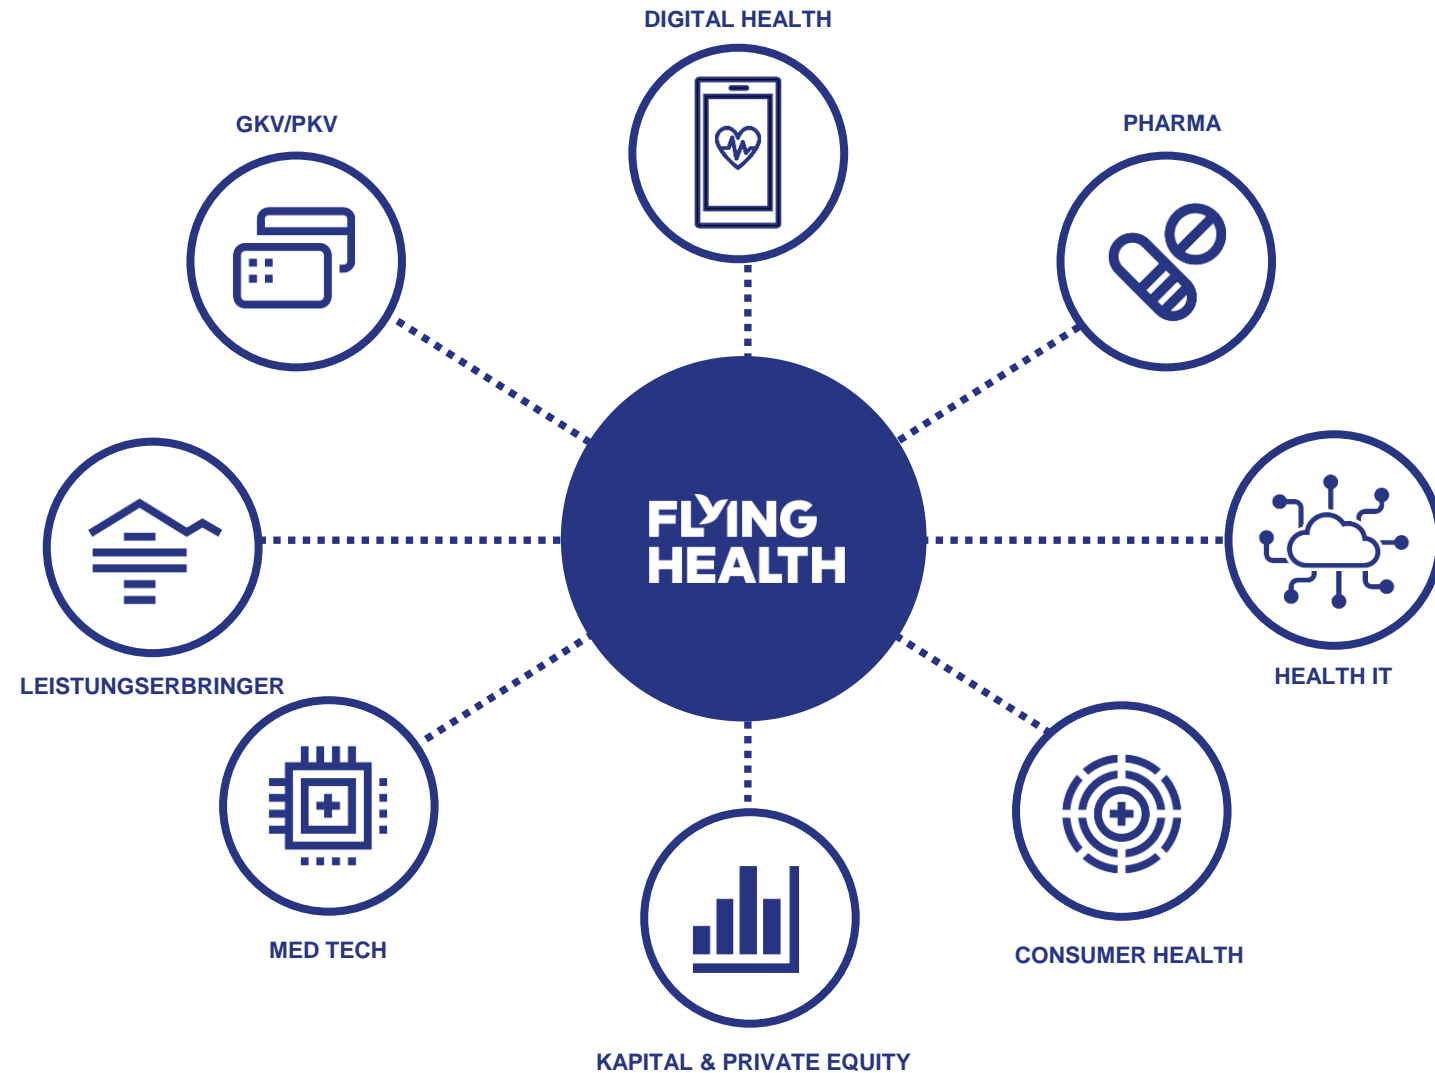 DIGITAL HEALTH
GKV/PKV
PHARMA
FLYING
HEALTH
HEALTH IT
LEISTUNGSERBRINGER
MED TECH
CONSUMER HEALTH
KAPITAL & PRIVATE EQUITY